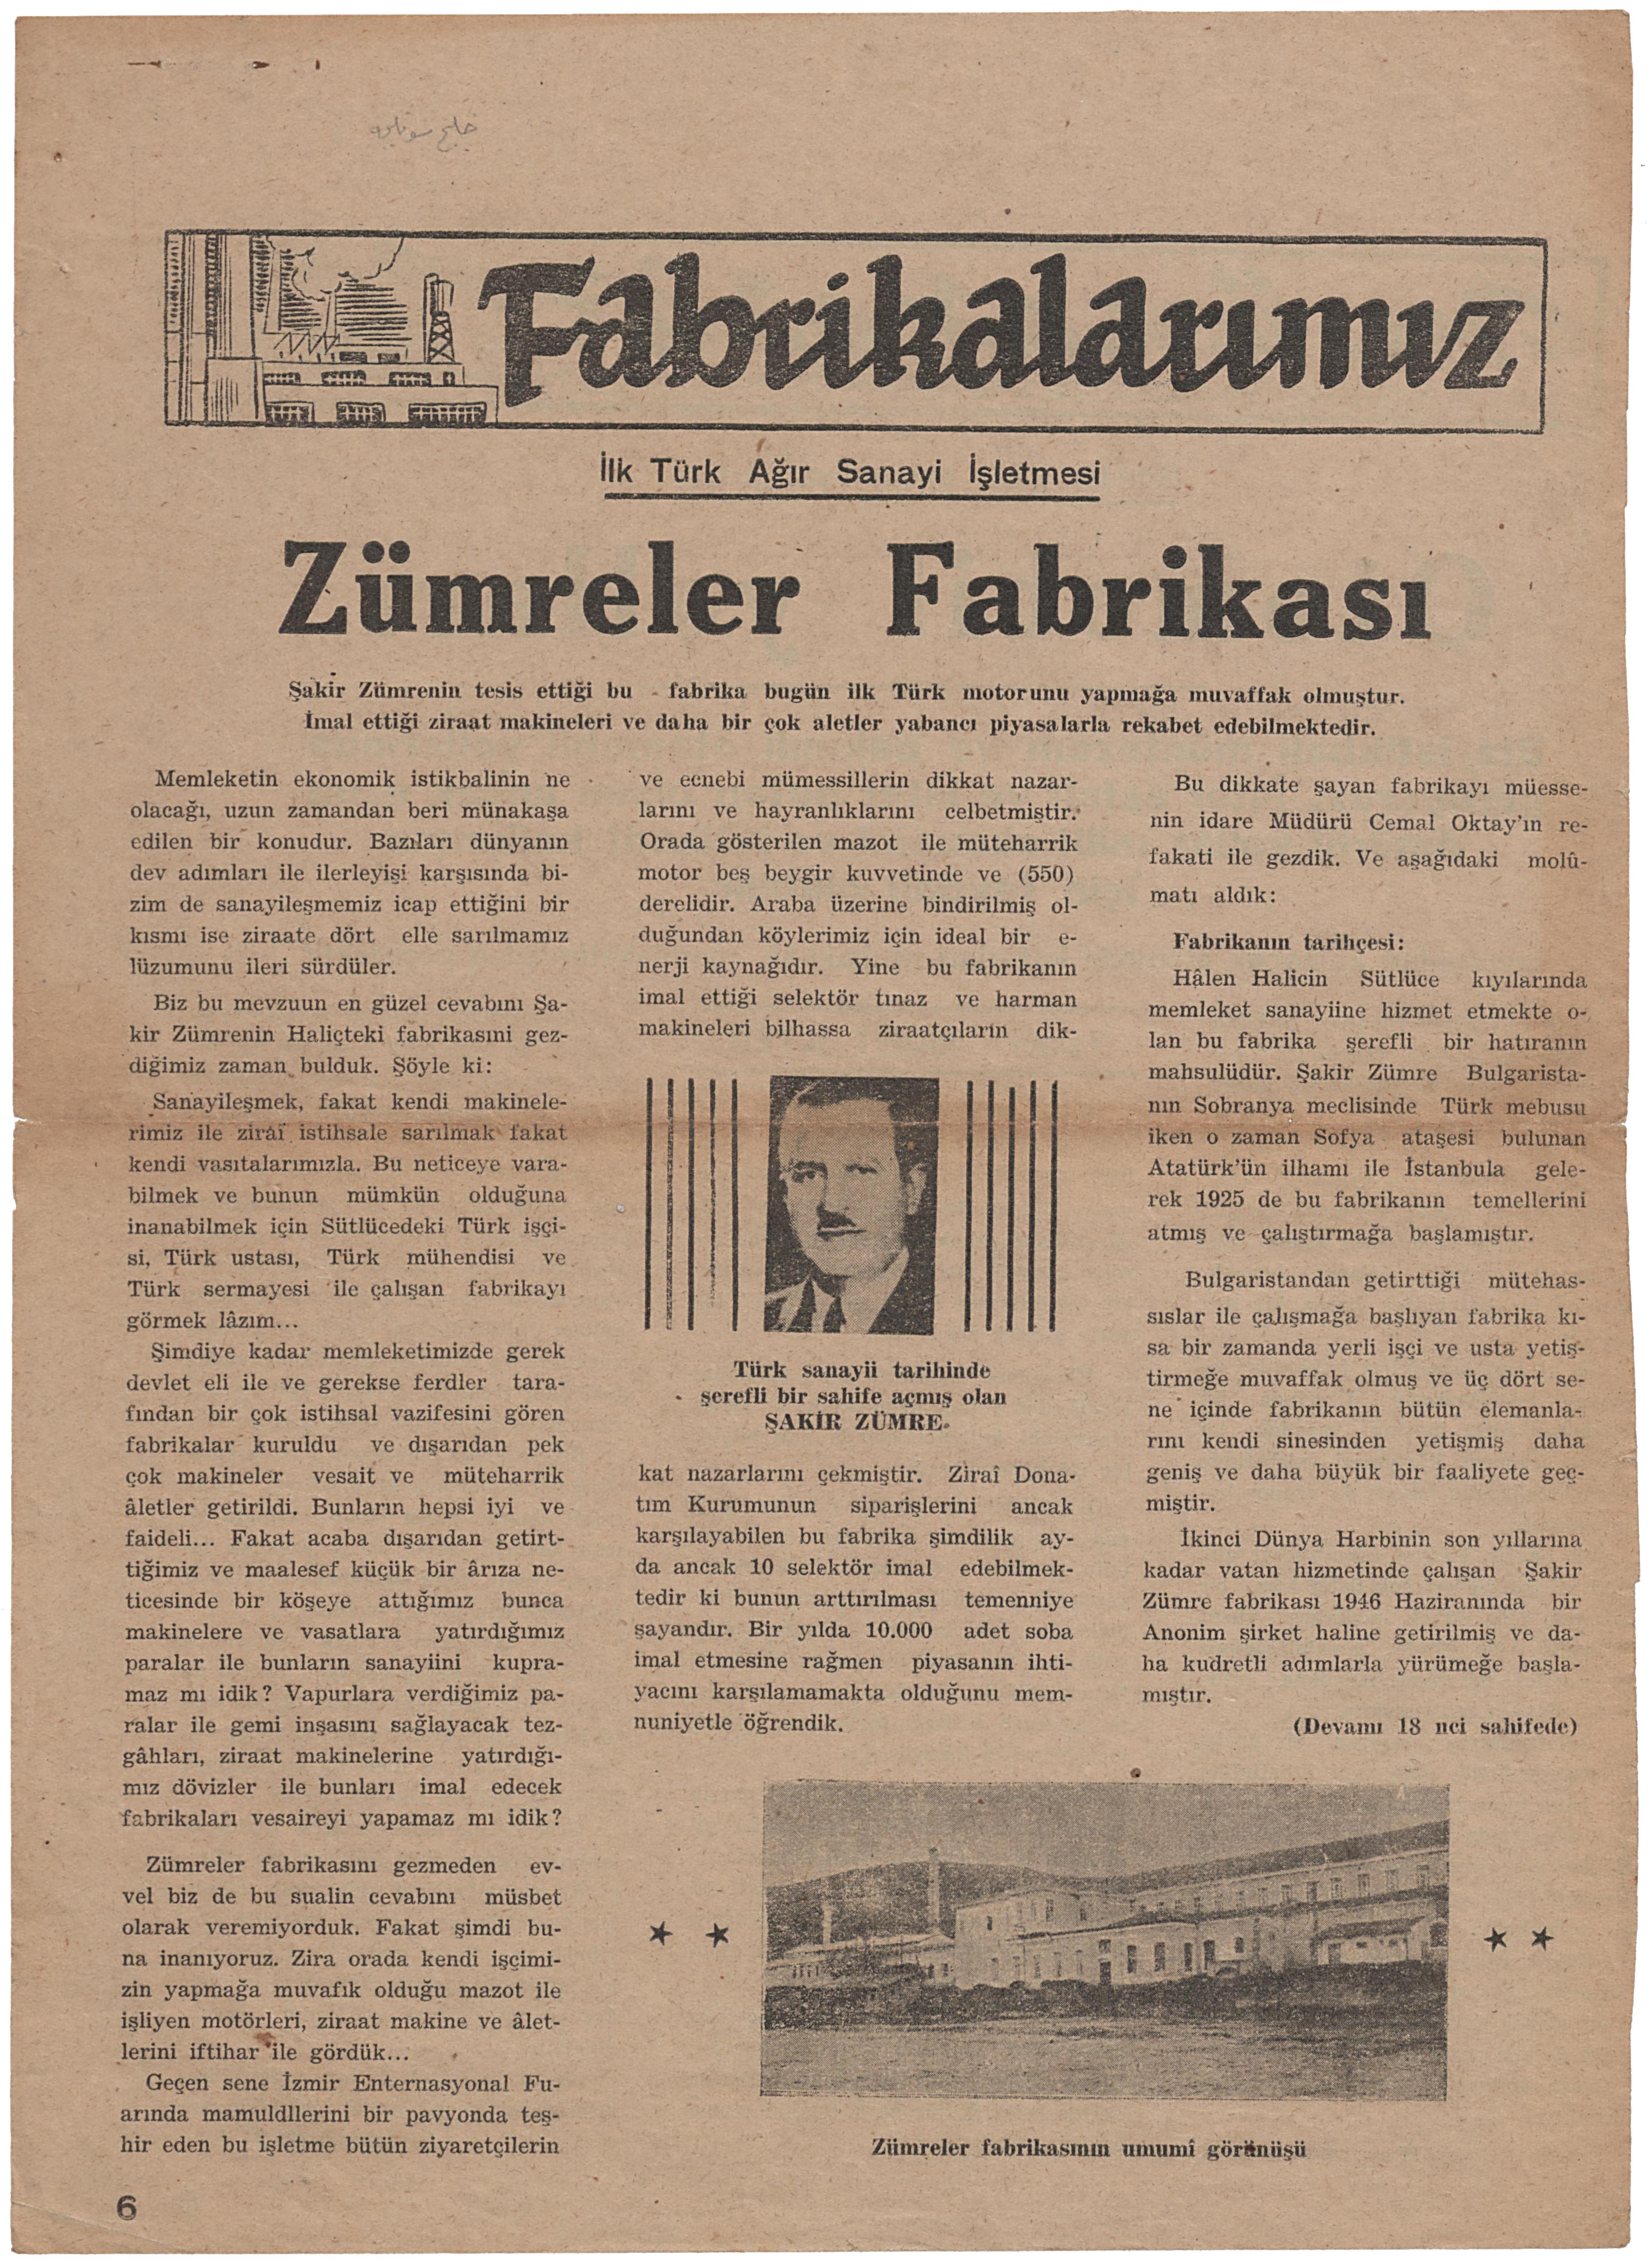 Fabrikalarımız
İlk Türk Ağır Sanayi İşletmesi
Zümreler Fabrikası
Şakir Zümrenin tesis ettiği bu - fabrika bugün ilk Türk motorunu yapmağa muvaffak olmuştur.
İmal ettiği ziraat makineleri ve daha bir çok aletler yabancı piyasalarla rekabet edebilmektedir.
Memleketin ekonomik istikbalinin ne
olacağı, uzun zamandan beri münakaşa
edilen bir konudur. Bazıları dünyanın
dev adımları ile ilerleyişi karşısında bi-
zim de sanayileşmemiz icap ettiğini bir
kısmı ise ziraate dört elle sarılmamız
lüzumunu ileri sürdüler.
Biz bu mevzuun en güzel cevabını Şa-
kir Zümrenin Haliçteki fabrikasını gez-
diğimiz zaman bulduk. Şöyle ki:
Sanayileşmek, fakat kendi makinele-
rimiz ile ziraî istihsale sarılmak fakat
kendi vasıtalarımızla. Bu neticeye vara-
bilmek ve bunun mümkün olduğuna
inanabilmek için Sütlücedeki Türk işçi-
si, Türk ustası, Türk mühendisi ve
Türk sermayesi ile çalışan fabrikayı
görmek lâzım...
Şimdiye kadar memleketimizde gerek
devlet eli ile ve gerekse ferdler tara-
fından bir çok istihsal vazifesini gören
fabrikalar kuruldu ve dışarıdan pek
çok makineler vesait ve müteharrik
âletler getirildi. Bunların hepsi iyi ve
faideli... Fakat acaba dışarıdan getirt-
tiğimiz ve maalesef küçük bir ârıza ne-
ticesinde bir köşeye attığımız bunca
makinelere ve vasatlara yatırdığımız
paralar ile bunların sanayiini kupra-
maz mı idik? Vapurlara verdiğimiz pa-
ralar ile gemi inşasını sağlayacak tez-
gâhları, ziraat makinelerine yatırdığı-
mız dövizler ile bunları imal edecek
fabrikaları vesaireyi yapamaz mı idik?
Zümreler fabrikasını gezmeden ev-
vel biz de bu sualin cevabını müsbet
olarak veremiyorduk. Fakat şimdi bu-
na inanıyoruz. Zira orada kendi işçimi-
zin yapmağa muvafık olduğu mazot ile
işliyen motörleri, ziraat makine ve âlet-
lerini iftihar ile gördük...
Geçen sene İzmir Enternasyonal Fu-
arında mamuldllerini bir pavyonda teş-
hir eden bu işletme bütün ziyaretçilerin
6
ve ecnebi mümessillerin dikkat nazar-
larını ve hayranlıklarını celbetmiştir.
Orada gösterilen mazot ile müteharrik
motor beş beygir kuvvetinde ve (550)
derelidir. Araba üzerine bindirilmiş ol-
duğundan köylerimiz için ideal bir e-
nerji kaynağıdır. Yine bu fabrikanın
imal ettiği selektör tınaz ve harman
makineleri bilhassa ziraatçıların dik-
Türk sanayii tarihinde
şerefli bir sahife açmış olan
ŞAKİR ZÜMRE.
kat nazarlarını çekmiştir. Ziraî Dona-
tım Kurumunun siparişlerini ancak
karşılayabilen bu fabrika şimdilik ay-
da ancak 10 selektör imal edebilmek-
tedir ki bunun arttırılması temenniye
şayandır. Bir yılda 10.000 adet soba
imal etmesine rağmen piyasanın ihti-
yacını karşılamamakta olduğunu mem-
nuniyetle öğrendik.
Bu dikkate şayan fabrikayı müesse-
nin idare Müdürü Cemal Oktay'ın re-
fakati ile gezdik. Ve aşağıdaki molû-
matı aldık:
Fabrikanın tarihçesi:
Hâlen Halicin Sütlüce kıyılarında
memleket sanayiine hizmet etmekte o-
lan bu fabrika şerefli bir hatıranın
mahsulüdür. Şakir Zümre Bulgarista-
nın Sobranya meclisinde Türk mebusu
iken o zaman Sofya ataşesi bulunan
Atatürk'ün ilhamı ile İstanbula gele-
rek 1925 de bu fabrikanın temellerini
atmış ve çalıştırmağa başlamıştır.
Bulgaristandan getirttiği mütehas-
sıslar ile çalışmağa başlıyan fabrika kı-
sa bir zamanda yerli işçi ve usta yetiş-
tirmeğe muvaffak olmuş ve üç dört se-
ne içinde fabrikanın bütün elemanla-
rını kendi sinesinden yetişmiş daha
geniş ve daha büyük bir faaliyete geç-
miştir.
İkinci Dünya Harbinin son yıllarına
kadar vatan hizmetinde çalışan Şakir
Zümre fabrikası 1946 Haziranında bir
Anonim şirket haline getirilmiş ve da-
ha kudretli adımlarla yürümeğe başla-
mıştır.
(Devamı 18 nci sahifede)
Zümreler fabrikasının umumî görünüşü